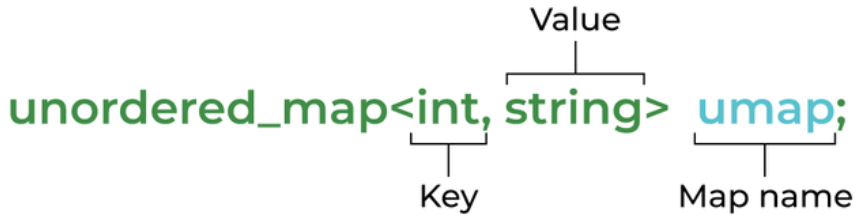 Value
unordered_map<int, string> umap;
Key
Map name